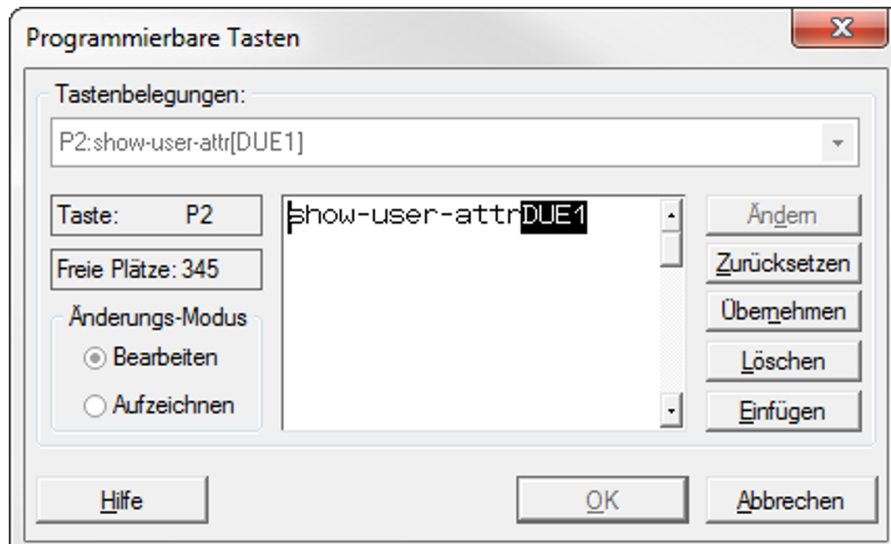 Programmierbare Tasten
Tastenbelegungen:
P2:show-user-attr[DUE1]
Taste: P2
show-user-attrDUE1
Ändern
Freie Plätze: 345
Zurücksetzen
Änderungs-Modus
Übernehmen
Bearbeiten
Löschen
Aufzeichnen
Einfügen
Hilfe
OK
Abbrechen